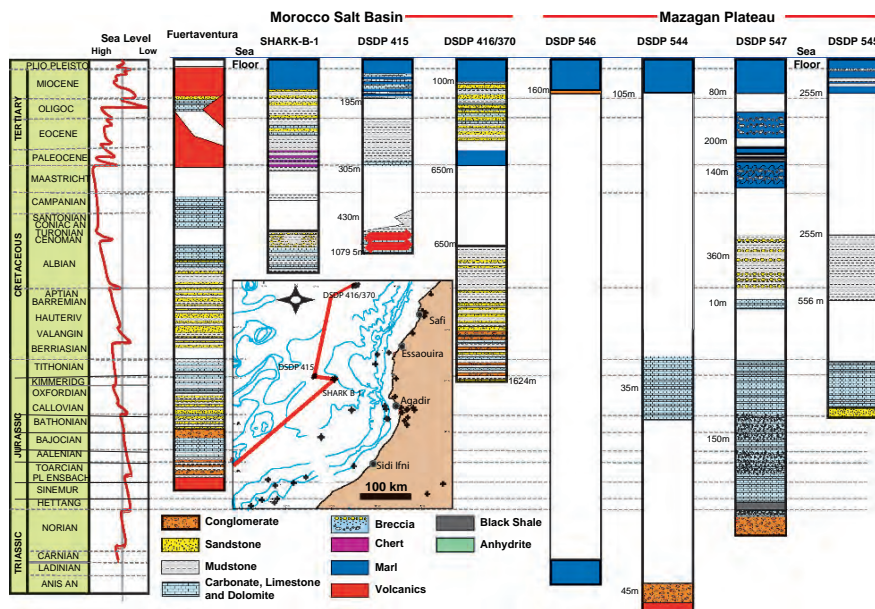 Morocco Salt Basin
Mazagan Plateau
Sea Level
High Low
Fuertaventura
Sea
Floor
SHARK-B-1
DSDP 415
DSDP 416/370
DSDP 546
DSDP 544
DSDP 547
Sea
Floor
DSDP 545
TERTIARY
PLIO PLEISTO
MIOCENE
OLIGOC
EOCENE
PALEOCENE
CRETACEOUS
MAASTRICHT
CAMPANIAN
SANTONIAN
CONIAC AN
TURONIAN
CENOMAN
ALBIAN
APTIAN
BARREMIAN
HAUTERIV
VALANGIN
BERRIASIAN
JURASSIC
TITHONIAN
KIMMERIDG
OXFORDIAN
CALLOVIAN
BATHONIAN
BAJOCIAN
AALENIAN
TOARCIAN
PL ENSBACH
SINEMUR
HETTANG
TRIASSIC
NORIAN
CARNIAN
LADINIAN
ANIS AN
195m
305m
430m
1079 5m
100m
650m
650m
1624m
160m
105m
35m
45m
80m
200m
140m
360m
10m
150m
255m
255m
556 m
DSDP 416/370
Safi
Essaouira
DSDP 415
SHARK B 1
Agadir
Sidi Ifni
100 km
Conglomerate
Sandstone
Mudstone
Carbonate, Limestone
and Dolomite
Breccia
Chert
Marl
Volcanics
Black Shale
Anhydrite